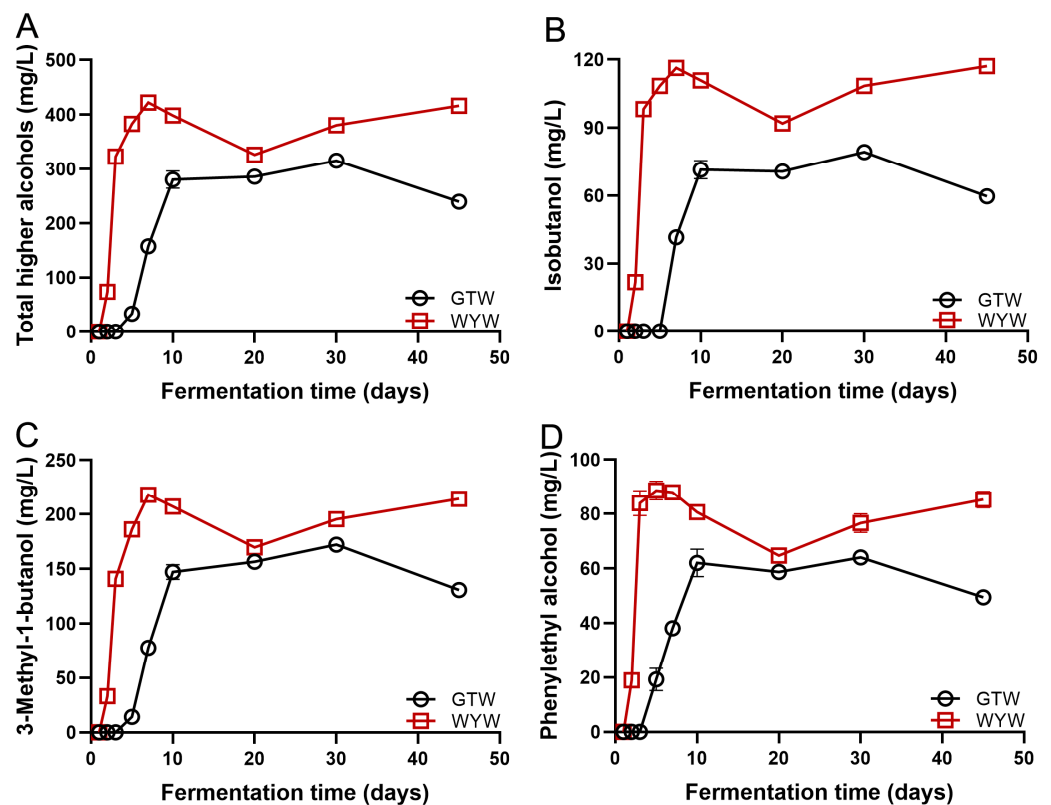 A
Total higher alcohols (mg/L)
500
400
300
200
100
0
0 10 20 30 40 50
Fermentation time (days)
GTW
WYW
B
Isobutanol (mg/L)
120
90
60
30
0
0 10 20 30 40 50
Fermentation time (days)
GTW
WYW
C
3-Methyl-1-butanol (mg/L)
250
200
150
100
50
0
0 10 20 30 40 50
Fermentation time (days)
GTW
WYW
D
Phenylethyl alcohol (mg/L)
100
80
60
40
20
0
0 10 20 30 40 50
Fermentation time (days)
GTW
WYW